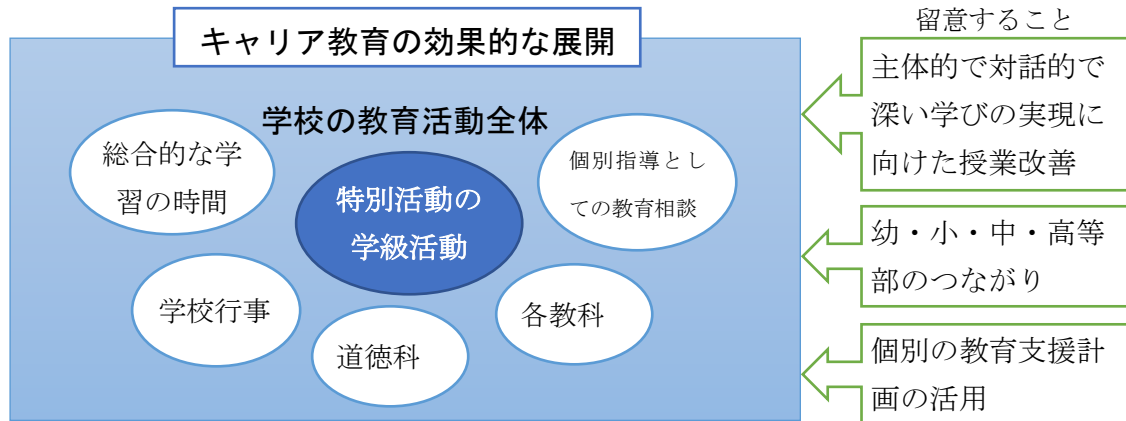 キャリア教育の効果的な展開
学校の教育活動全体
総合的な学
習の時間
特別活動の
学級活動
個別指導とし
ての教育相談
学校行事
道徳科
各教科
留意すること
主体的で対話的で
深い学びの実現に
向けた授業改善
幼・小・中・高等
部のつながり
個別の教育支援計
画の活用